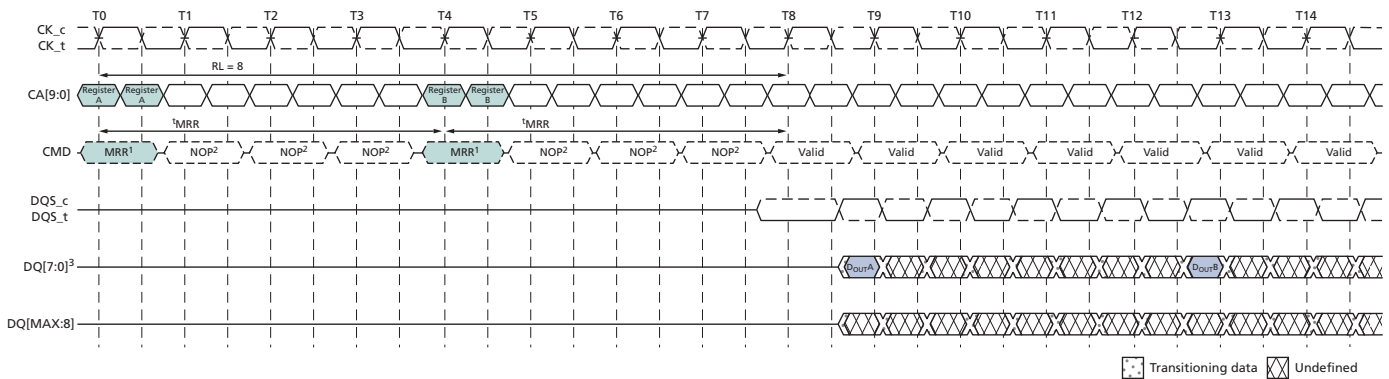 T0 T1 T2 T3 T4 T5 T6 T7 T8 T9 T10 T11 T12 T13 T14
CK_c
CK_t
RL = 8
CA[9:0] Register A Register A Register B Register B
tMRR tMRR
CMD MRR1 NOP2 NOP2 NOP2 MRR1 NOP2 NOP2 NOP2 Valid Valid Valid Valid Valid Valid Valid
DQS_c
DQS_t
DQ[7:0]3 DOUTA DOUTB
DQ[MAX:8]
Transitioning data Undefined